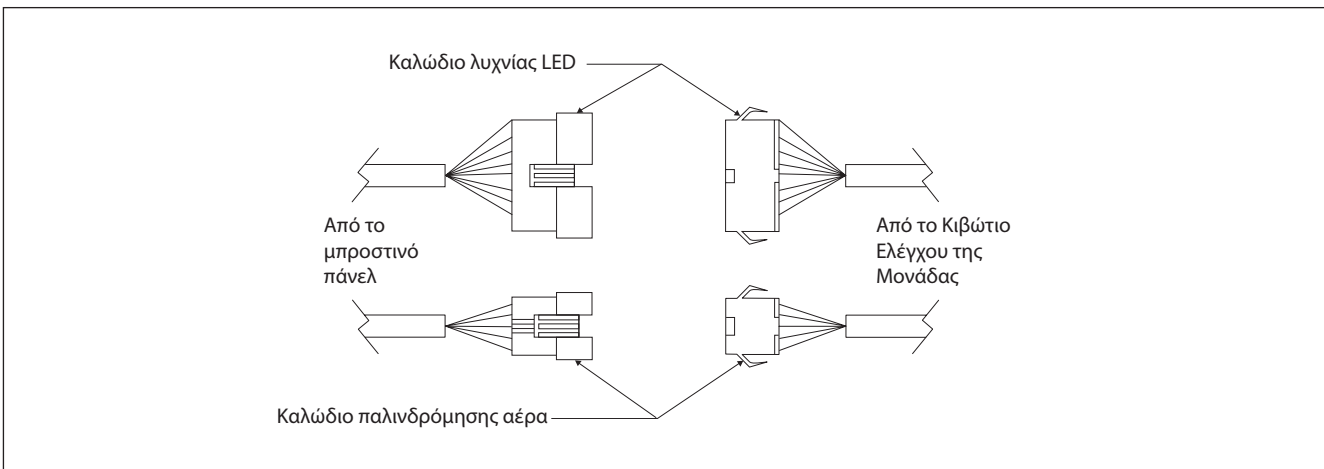 Καλώδιο λυχνίας LED
Από το
μπροστινό
πάνελ
Από το Κιβώτιο
Ελέγχου της
Μονάδας
Καλώδιο παλινδρόμησης αέρα